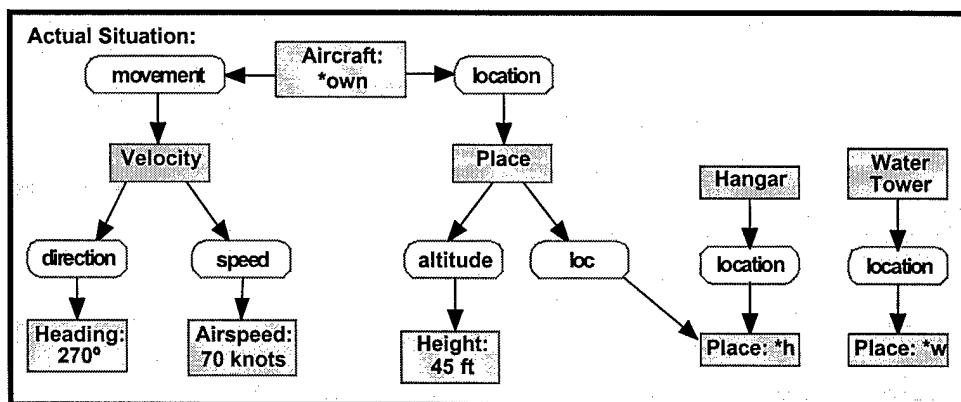 Actual Situation:
Aircraft:
*own
movement
location
Velocity
Place
Hangar
Water
Tower
direction
speed
altitude
loc
location
location
Heading:
270º
Airspeed:
70 knots
Height:
45 ft
Place: *h
Place: *w